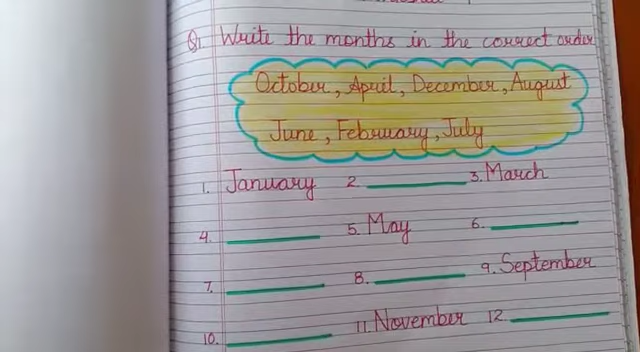 Q1. Write the months in the correct order
October, April, December, August
June, February, July
1. January 2. 3. March
4. 5. May 6.
7. 8. 9. September
10. 11. November 12.